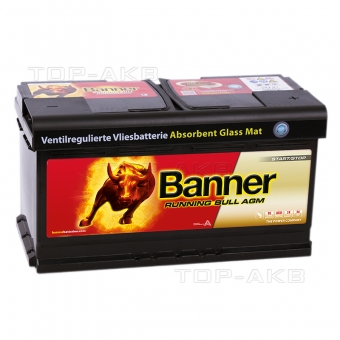 TOP-AKB
Ventilregulierte Vliesbatterie Absorbent Glass Mat
START/STOP
Banner
RUNNING BULL AGM
TOP-AKB